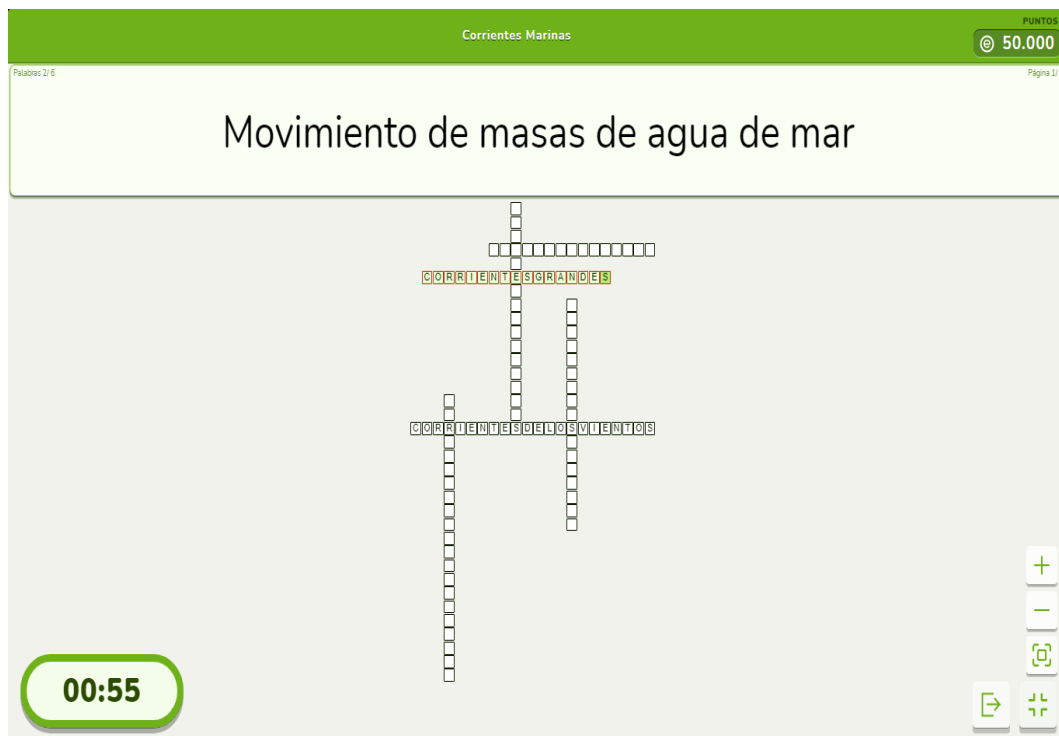 PUNTOS
Corrientes Marinas
50.000
Palabras 2/ 6
Página 1/
Movimiento de masas de agua de mar
CORRIENTESGRANDES
CORRIENTESDELOSVIENTOS
00:55